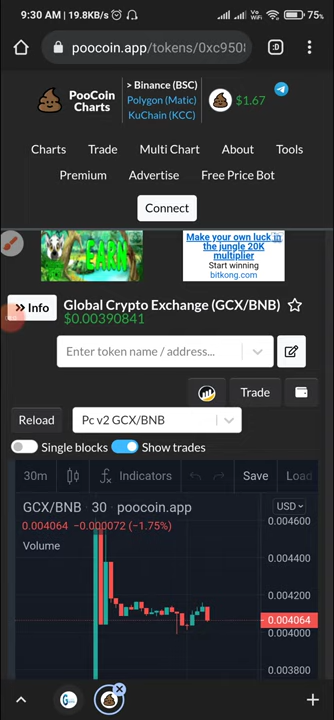 9:30 AM | 19.8KB/s
Vo
WiFi
75%
poocoin.app/tokens/0xc950
:D
PooCoin
Charts
> Binance (BSC)
Polygon (Matic)
KuChain (KCC)
$1.67
Charts
Trade
Multi Chart
About
Tools
Premium
Advertise
Free Price Bot
Connect
EARN
Make your own luck in
the jungle 20K
multiplier
Start winning
bitkong.com
>> Info
Global Crypto Exchange (GCX/BNB)
$0.00390841
Enter token name / address...
Trade
Reload
Pc v2 GCX/BNB
Single blocks
Show trades
30m
Indicators
Save
Load
GCX/BNB 30 poocoin.app
USD
0.004600
0.004064 −0.000072 (−1.75%)
Volume
0.004400
0.004200
0.004064
0.004000
0.003800